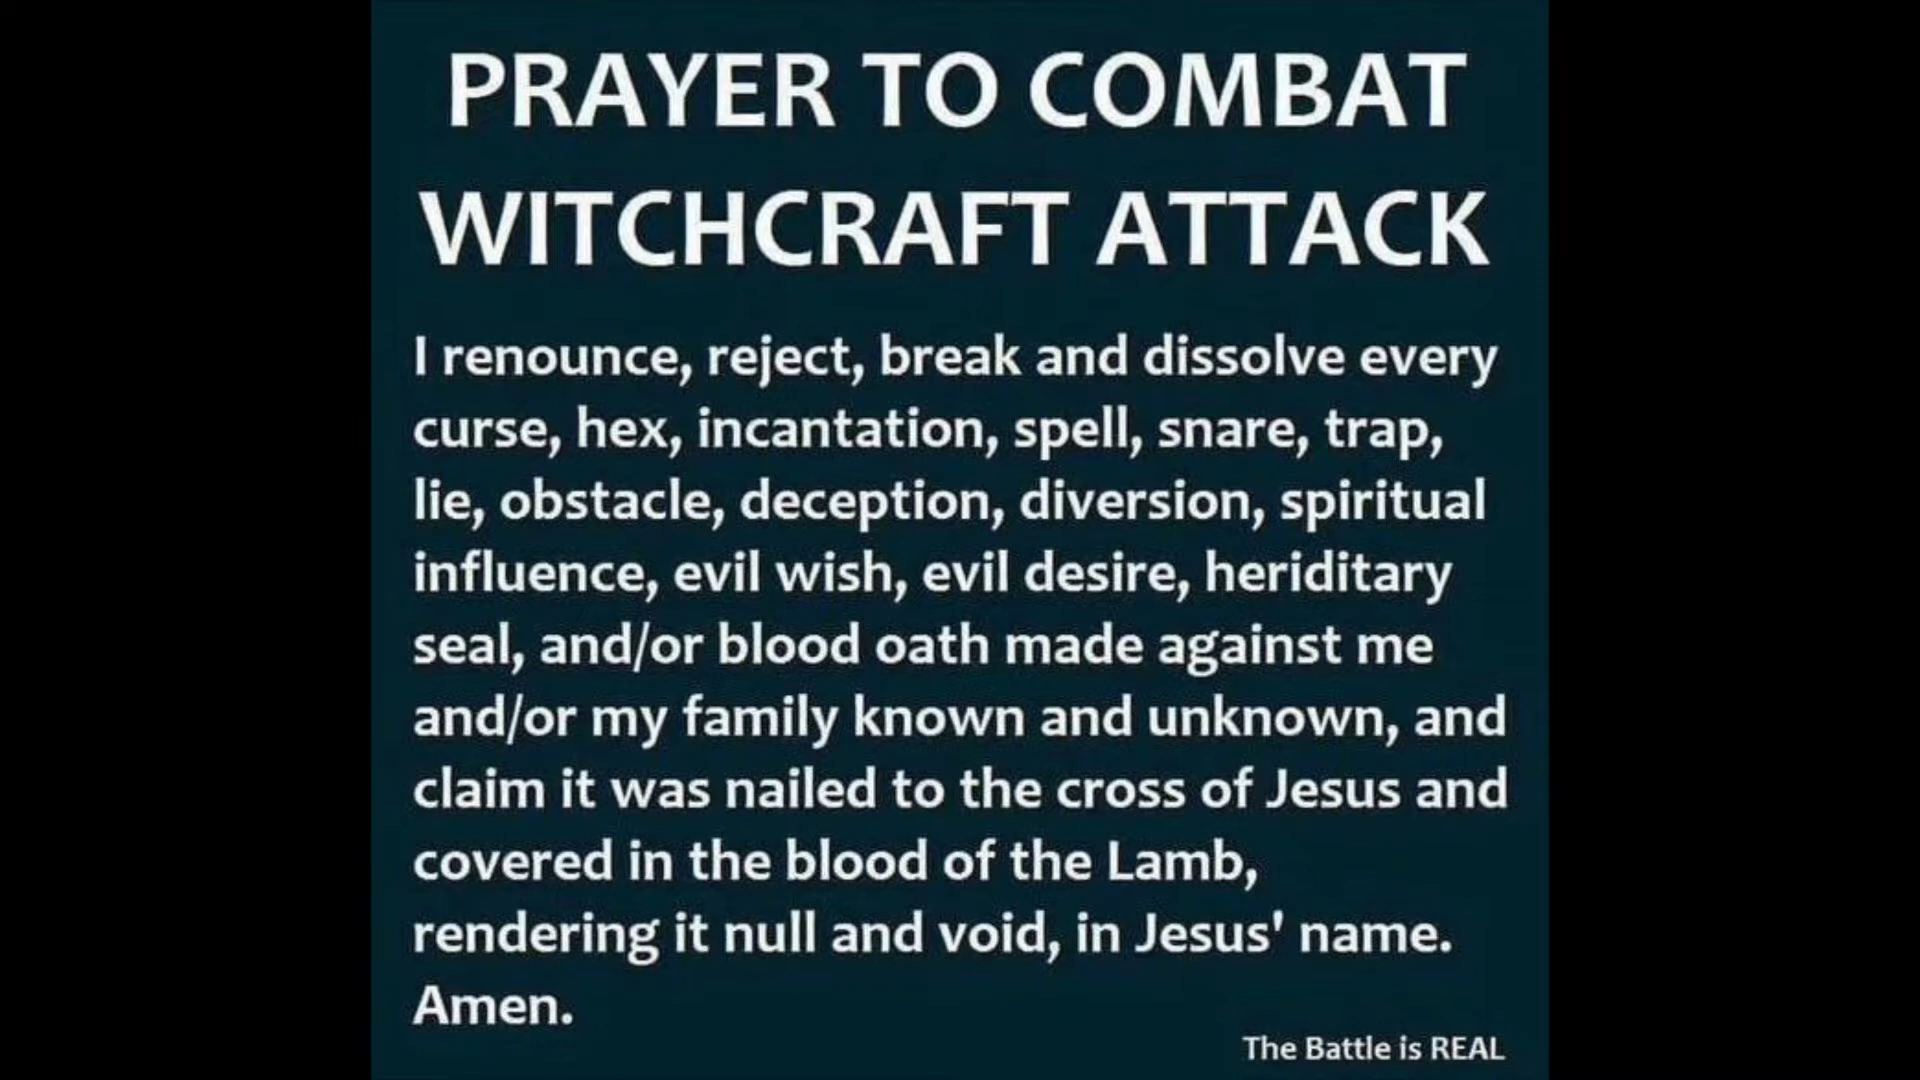 PRAYER TO COMBAT
WITCHCRAFT ATTACK
I renounce, reject, break and dissolve every
curse, hex, incantation, spell, snare, trap,
lie, obstacle, deception, diversion, spiritual
influence, evil wish, evil desire, heriditary
seal, and/or blood oath made against me
and/or my family known and unknown, and
claim it was nailed to the cross of Jesus and
covered in the blood of the Lamb,
rendering it null and void, in Jesus' name.
Amen.
The Battle is REAL